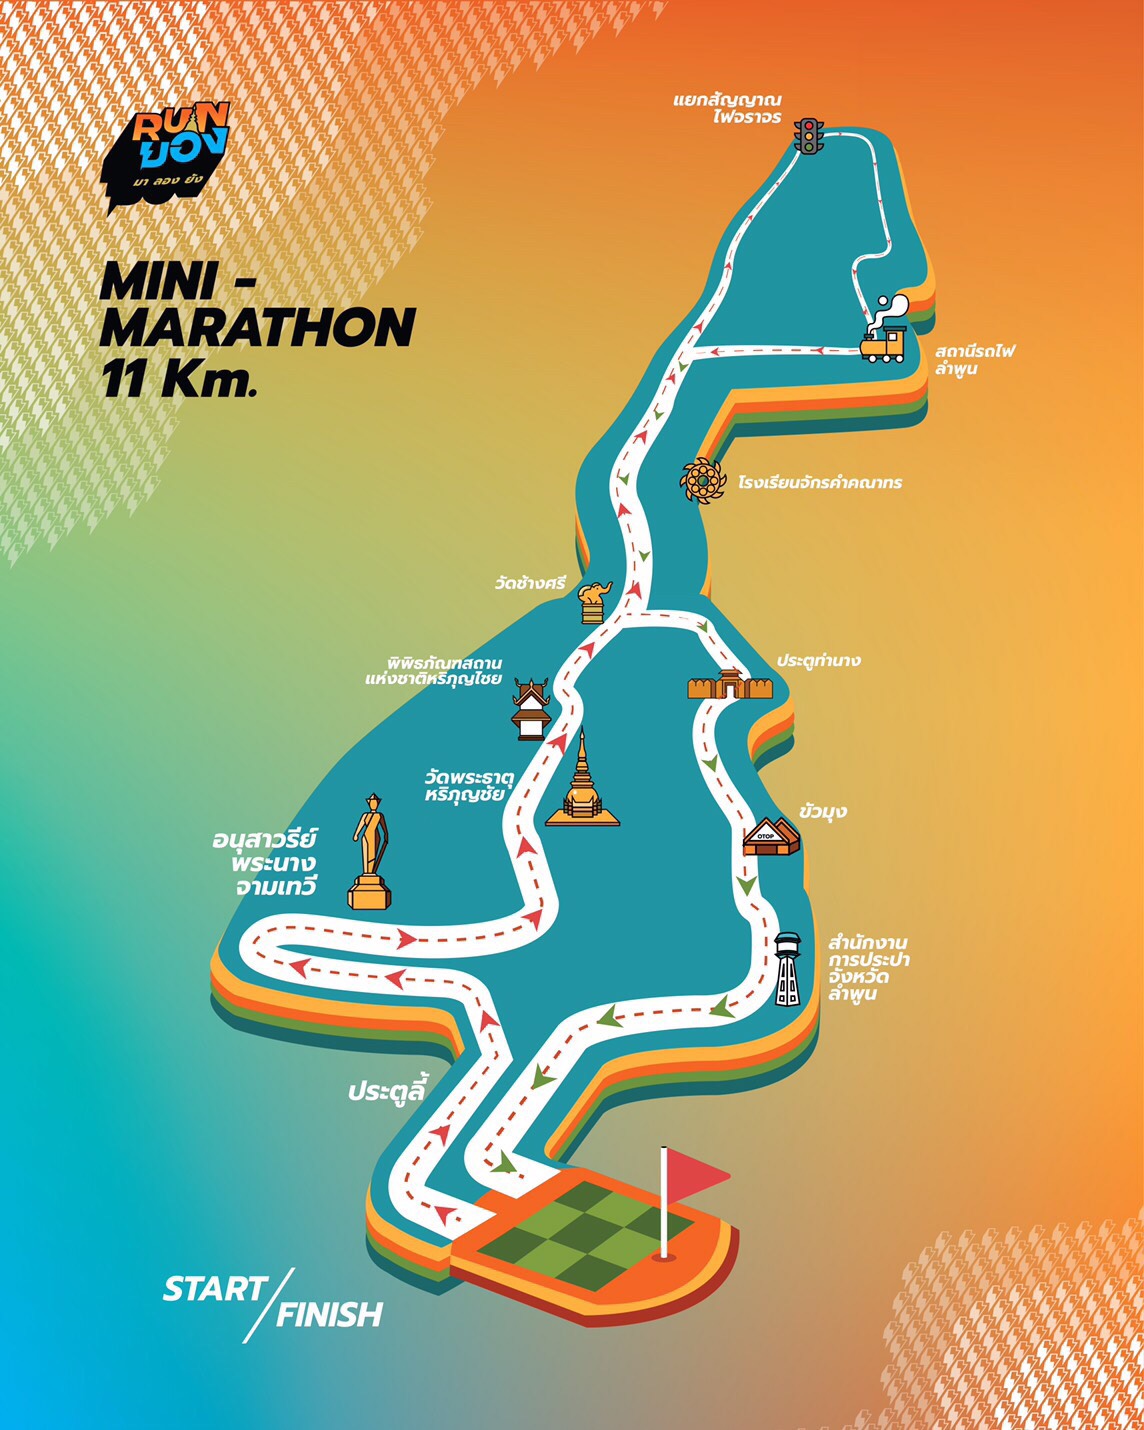 RUN
ยอง
มา ลอง ยัง
MINI -
MARATHON
11 Km.
แยกสัญญาณ
ไฟจราจร
สถานีรถไฟ
ลำพูน
โรงเรียนจักรคำคณาทร
วัดช้างศรี
พิพิธภัณฑสถาน
แห่งชาติหริภุญไชย
ประตูท่านาง
วัดพระธาตุ
หริภุญชัย
ขัวมุง
OTOP
อนุสาวรีย์
พระนาง
จามเทวี
สำนักงาน
การประปา
จังหวัด
ลำพูน
ประตูลี้
START/
FINISH